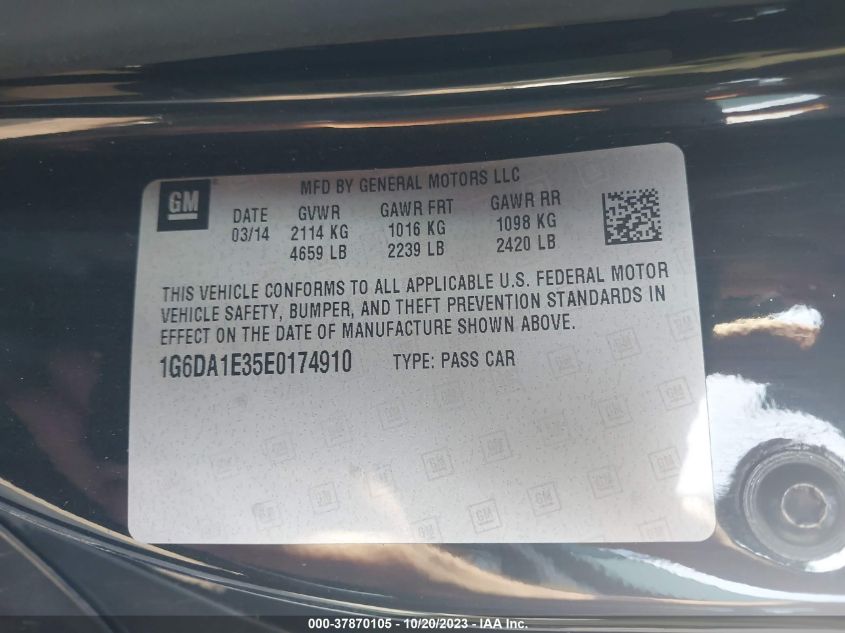 GM
MFD BY GENERAL MOTORS LLC
DATE GVWR GAWR FRT GAWR RR
03/14 2114 KG 1016 KG 1098 KG
4659 LB 2239 LB 2420 LB
THIS VEHICLE CONFORMS TO ALL APPLICABLE U.S. FEDERAL MOTOR
VEHICLE SAFETY, BUMPER, AND THEFT PREVENTION STANDARDS IN
EFFECT ON THE DATE OF MANUFACTURE SHOWN ABOVE.
1G6DA1E35E0174910 TYPE: PASS CAR
000-37870105 - 10/20/2023 - IAA Inc.